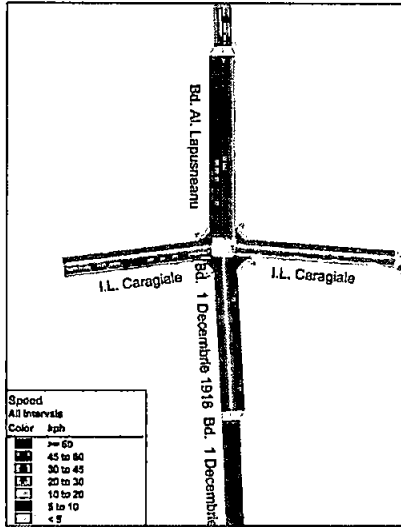 Bd. Al. Lapusneanu
I.L. Caragiale
I.L. Caragiale
Bd. 1 Decembrie 1918
Bd. 1 Decembrie
Speed
All Intervals
Color kph
>= 60
45 to 60
30 to 45
20 to 30
10 to 20
5 to 10
< 5